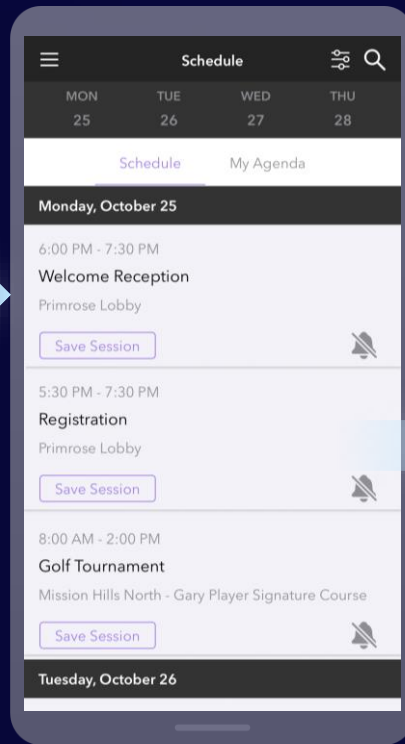 Schedule
MON TUE WED THU
25 26 27 28
Schedule My Agenda
Monday, October 25
6:00 PM - 7:30 PM
Welcome Reception
Primrose Lobby
Save Session
5:30 PM - 7:30 PM
Registration
Primrose Lobby
Save Session
8:00 AM - 2:00 PM
Golf Tournament
Mission Hills North - Gary Player Signature Course
Save Session
Tuesday, October 26